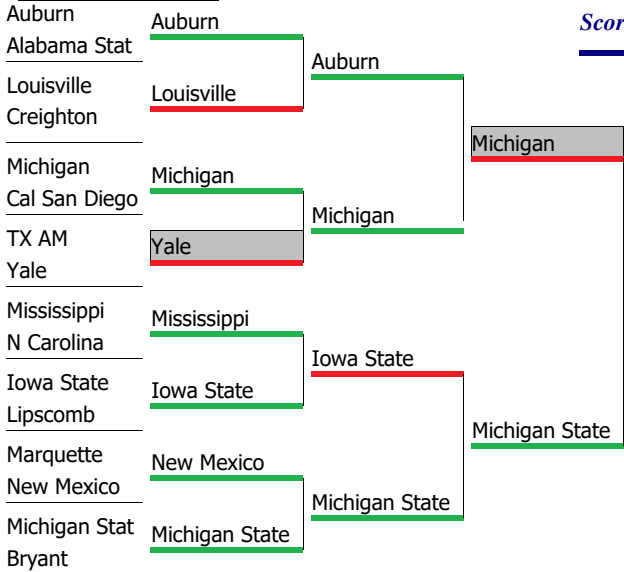 Auburn
Alabama Stat
Louisville
Creighton
Michigan
Cal San Diego
TX AM
Yale
Mississippi
N Carolina
Iowa State
Lipscomb
Marquette
New Mexico
Michigan Stat
Bryant
Auburn
Louisville
Michigan
Yale
Mississippi
Iowa State
New Mexico
Michigan State
Auburn
Michigan
Iowa State
Michigan State
Michigan
Michigan State
Scor